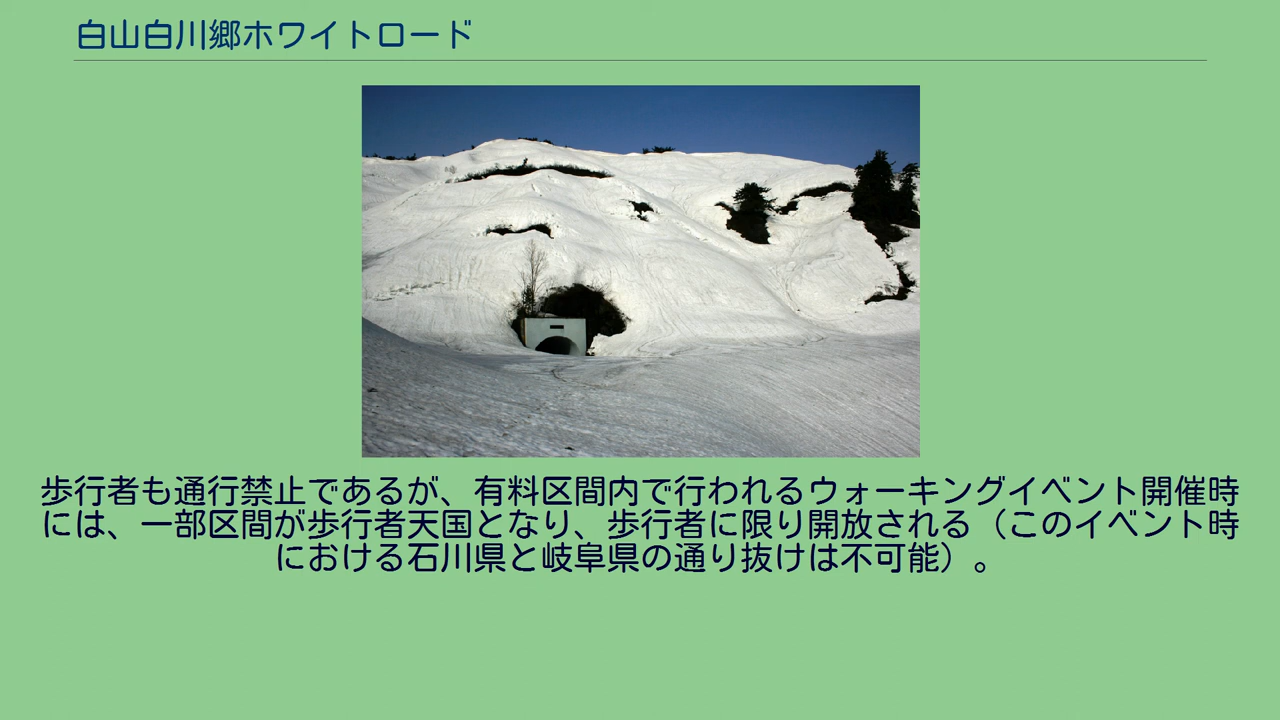 白山白川郷ホワイトロード
歩行者も通行禁止であるが、有料区間内で行われるウォーキングイベント開催時
には、一部区間が歩行者天国となり、歩行者に限り開放される（このイベント時
における石川県と岐阜県の通り抜けは不可能）。